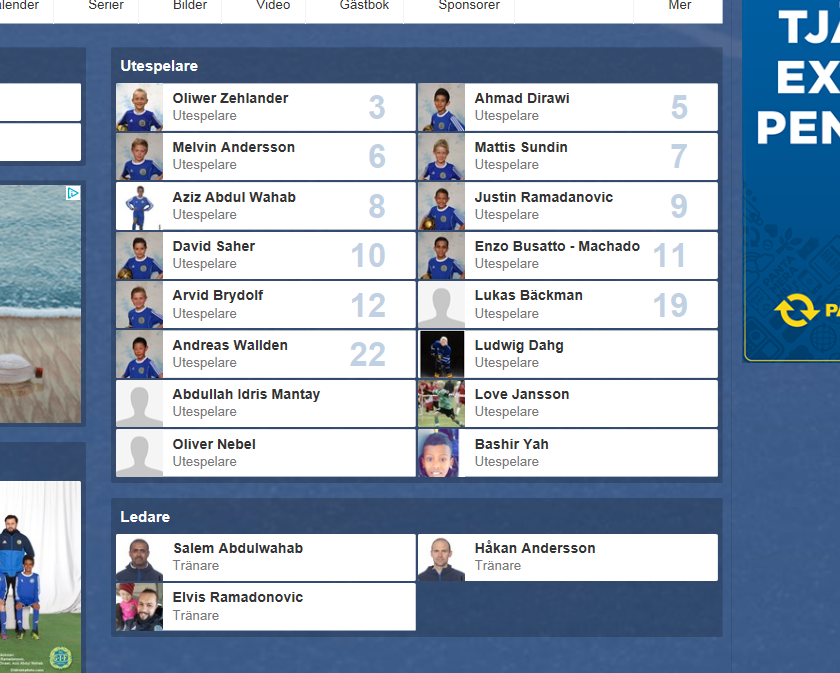 Serier
Bilder
Video
Gästbok
Sponsorer
Mer
Utespelare
Oliwer Zehlander
Utespelare
3
Ahmad Dirawi
Utespelare
5
Melvin Andersson
Utespelare
6
Mattis Sundin
Utespelare
7
Aziz Abdul Wahab
Utespelare
8
Justin Ramadanovic
Utespelare
9
David Saher
Utespelare
10
Enzo Busatto - Machado
Utespelare
11
Arvid Brydolf
Utespelare
12
Lukas Bäckman
Utespelare
19
Andreas Wallden
Utespelare
22
Ludwig Dahg
Utespelare
Abdullah Idris Mantay
Utespelare
Love Jansson
Utespelare
Oliver Nebel
Utespelare
Bashir Yah
Utespelare
Ledare
Salem Abdulwahab
Tränare
Håkan Andersson
Tränare
Elvis Ramadonovic
Tränare
TJÄ
EX
PEN